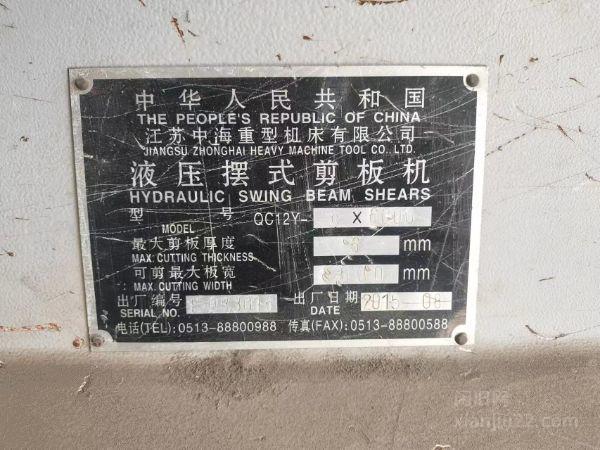 中华人民共和国
THE PEOPLE'S REPUBLIC OF CHINA
江苏中海重型机床有限公司
JIANGSU ZHONGHAI HEAVY MACHINE TOOL CO. LTD.
液压摆式剪板机
HYDRAULIC SWING BEAM SHEARS
型 号 QC12Y- X
MODEL
最大剪板厚度 mm
MAX. CUTTING THICKNESS
可剪最大板宽 mm
MAX. CUTTING WIDTH
出厂编号 出厂日期 2015-08
SERIAL NO. DATE
电话(TEL): 0513-88800988 传真(FAX): 0513-88800588
闲旧网
xianjiu22.com